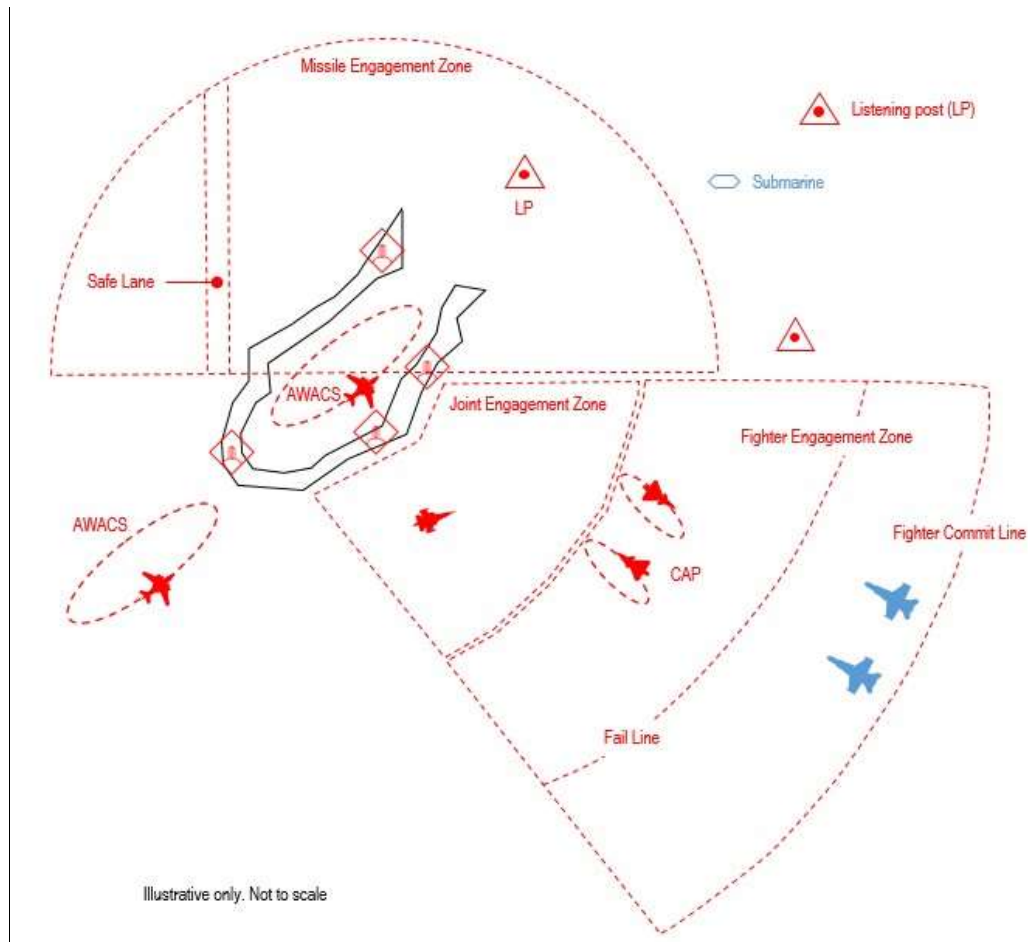 Missile Engagement Zone
Listening post (LP)
Submarine
LP
Safe Lane
AWACS
Joint Engagement Zone
Fighter Engagement Zone
AWACS
Fighter Commit Line
CAP
Fail Line
Illustrative only. Not to scale